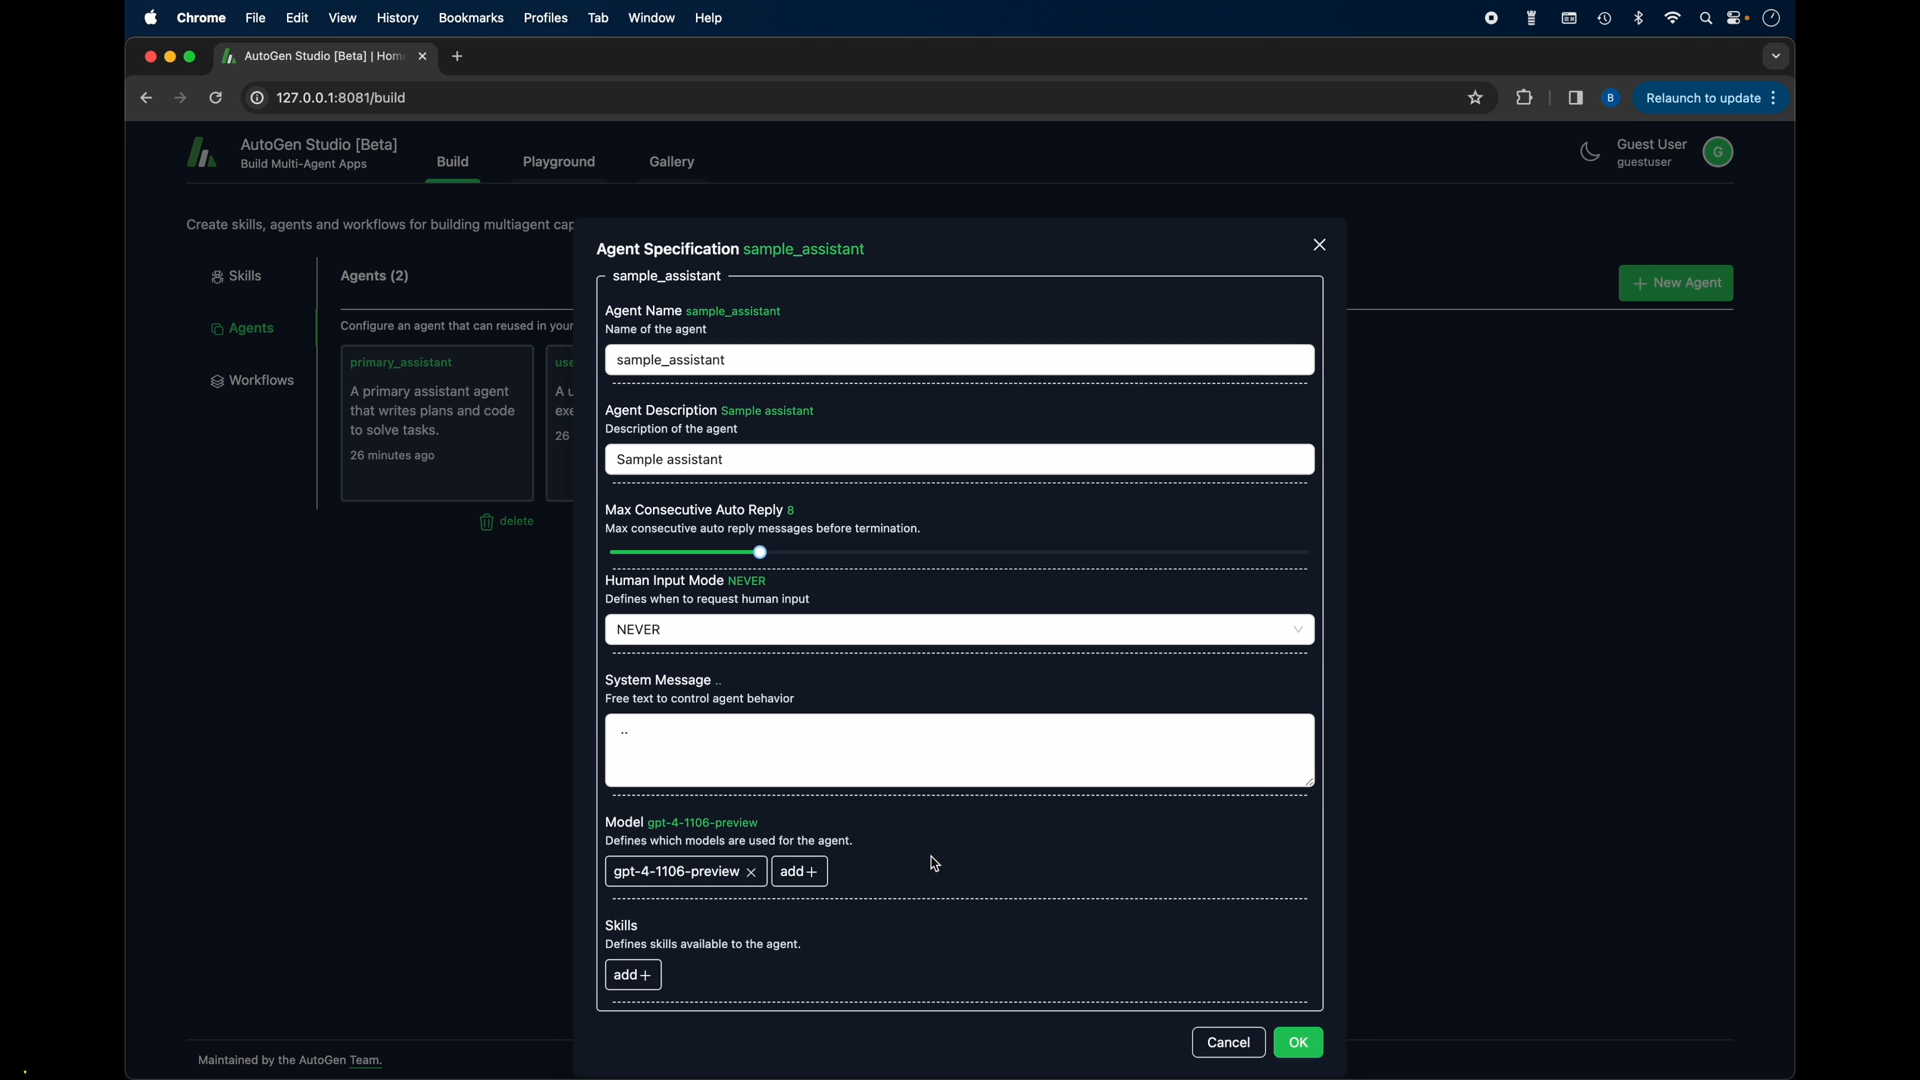 Chrome File Edit View History Bookmarks Profiles Tab Window Help
AutoGen Studio [Beta] | Hom
127.0.0.1:8081/build
B
Relaunch to update
AutoGen Studio [Beta]
Build Multi-Agent Apps
Build
Playground
Gallery
Guest User
guestuser
G
Create skills, agents and workflows for building multiagent cap
Skills
Agents
Workflows
Agents (2)
New Agent
Configure an agent that can reused in your
primary_assistant
A primary assistant agent
that writes plans and code
to solve tasks.
26 minutes ago
use
A u
exe
26
delete
Agent Specification sample_assistant
sample_assistant
Agent Name sample_assistant
Name of the agent
sample_assistant
Agent Description Sample assistant
Description of the agent
Sample assistant
Max Consecutive Auto Reply 8
Max consecutive auto reply messages before termination.
Human Input Mode NEVER
Defines when to request human input
NEVER
System Message ..
Free text to control agent behavior
..
Model gpt-4-1106-preview
Defines which models are used for the agent.
gpt-4-1106-preview
add+
Skills
Defines skills available to the agent.
add+
Cancel
OK
Maintained by the AutoGen Team.